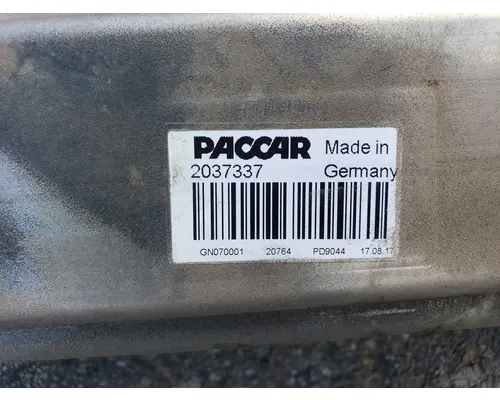 PACCAR Made in
2037337 Germany
GN070001 20764 PD9044 17.08.17